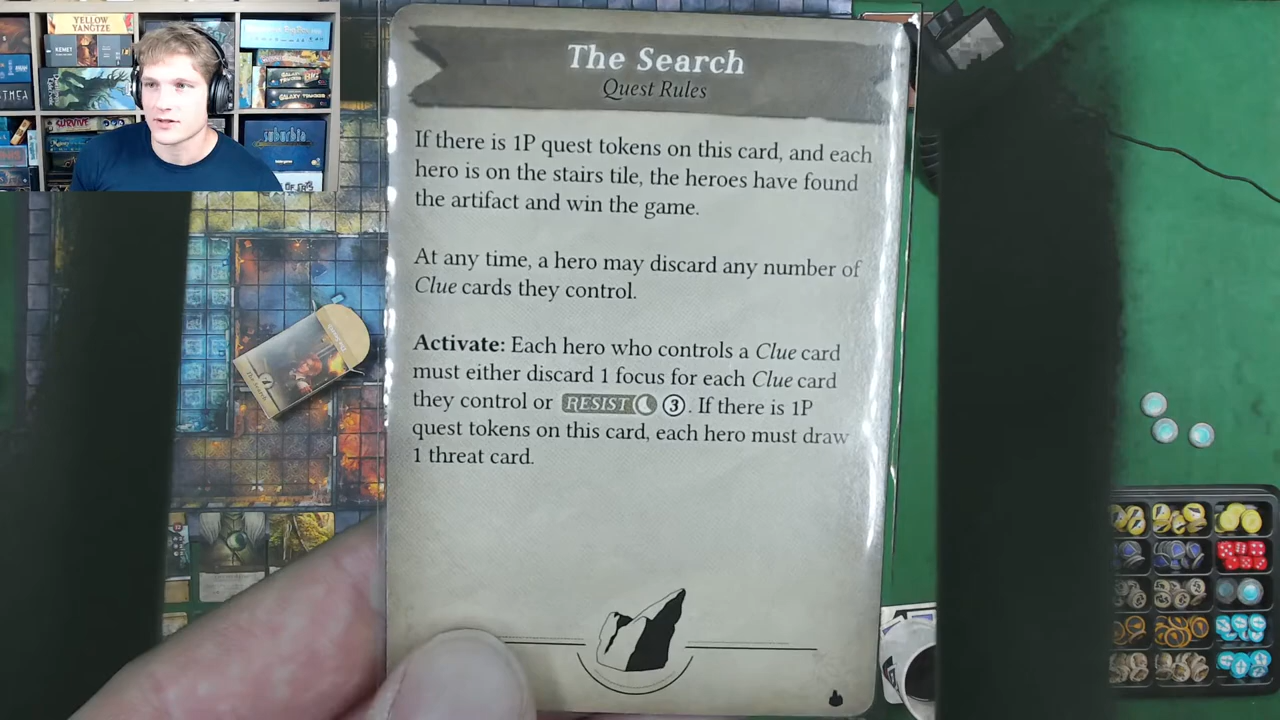 YELLOW
YANGTZE
KEMET
SURVIVE
suburbia
The Search
Quest Rules
If there is 1P quest tokens on this card, and each
hero is on the stairs tile, the heroes have found
the artifact and win the game.
At any time, a hero may discard any number of
Clue cards they control.
Activate: Each hero who controls a Clue card
must either discard 1 focus for each Clue card
they control or RESIST 3. If there is 1P
quest tokens on this card, each hero must draw
1 threat card.